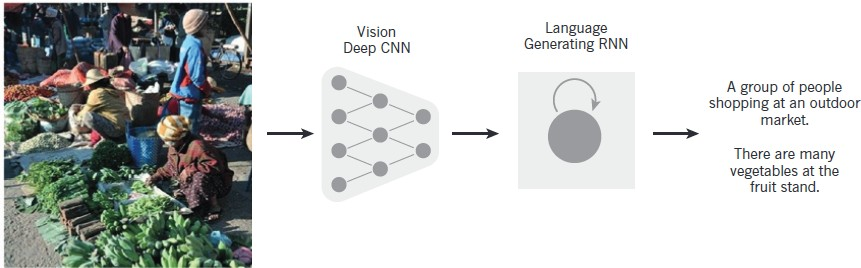 Vision
Deep CNN
Language
Generating RNN
A group of people
shopping at an outdoor
market.
There are many
vegetables at the
fruit stand.